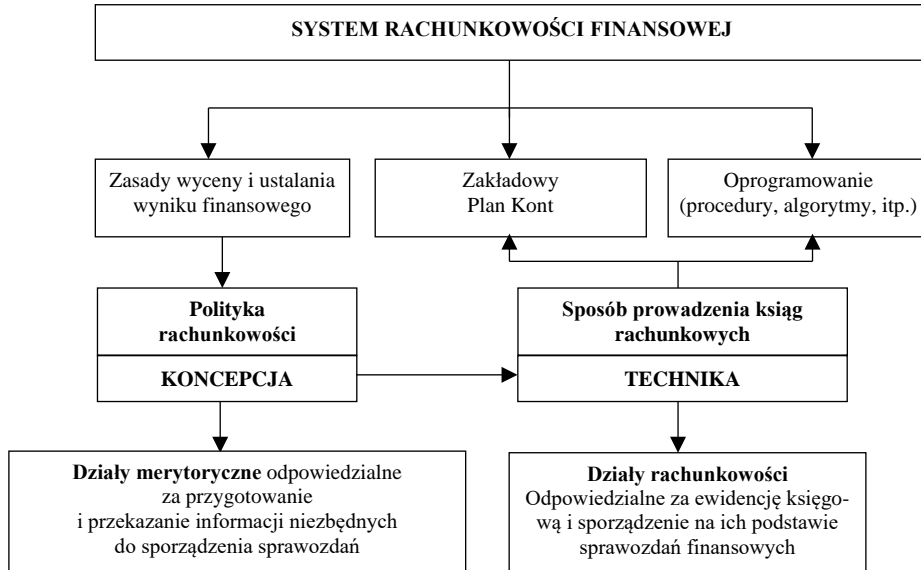 SYSTEM RACHUNKOWOŚCI FINANSOWEJ
Zasady wyceny i ustalania
wyniku finansowego
Zakładowy
Plan Kont
Oprogramowanie
(procedury, algorytmy, itp.)
Polityka
rachunkowości
KONCEPCJA
Sposób prowadzenia ksiąg
rachunkowych
TECHNIKA
Działy merytoryczne odpowiedzialne
za przygotowanie
i przekazanie informacji niezbędnych
do sporządzenia sprawozdań
Działy rachunkowości
Odpowiedzialne za ewidencję księgo-
wą i sporządzenie na ich podstawie
sprawozdań finansowych